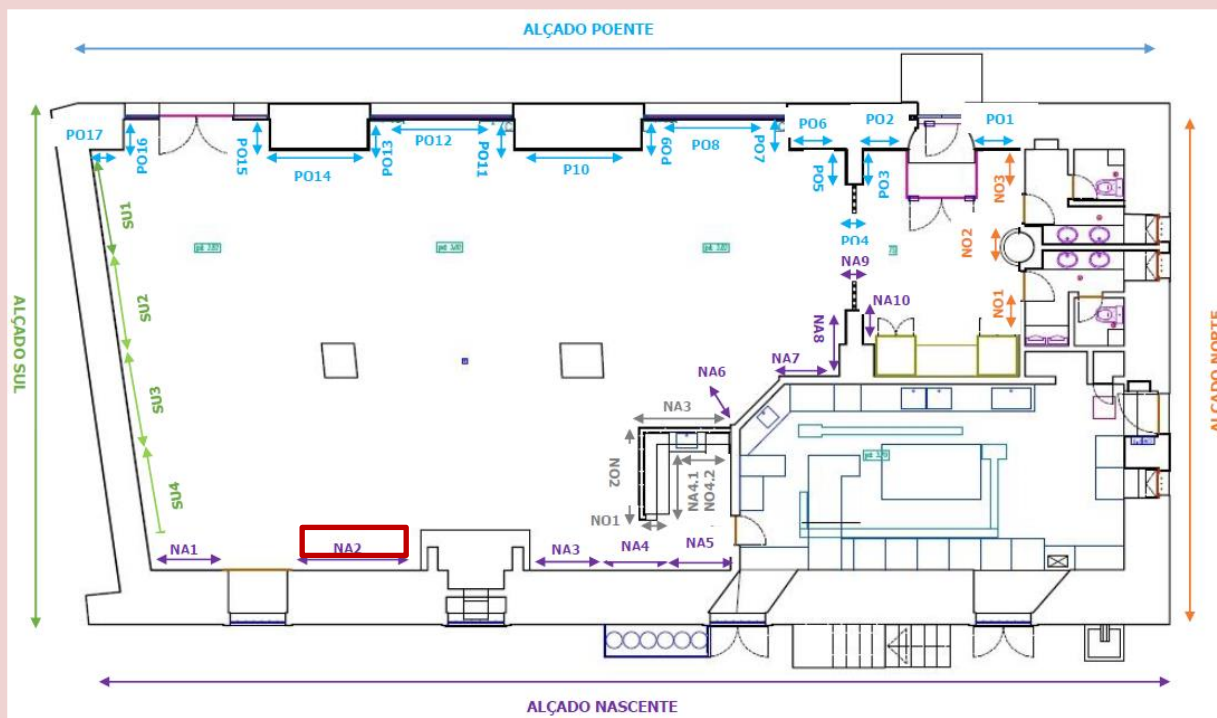 ALÇADO POENTE
PO17
PO16
PO15
PO14
PO13
PO12
PO11
P10
PO9
PO8
PO7
PO6
PO5
PO2
PO3
PO1
PO4
NO3
NO2
NO1
NA9
NA10
NA8
NA7
NA6
NA3
NO2
NA4.1
NO4.2
NO1
SU1
SU2
SU3
SU4
NA1
NA2
NA3
NA4
NA5
ALÇADO SUL
ALÇADO NORTE
ALÇADO NASCENTE